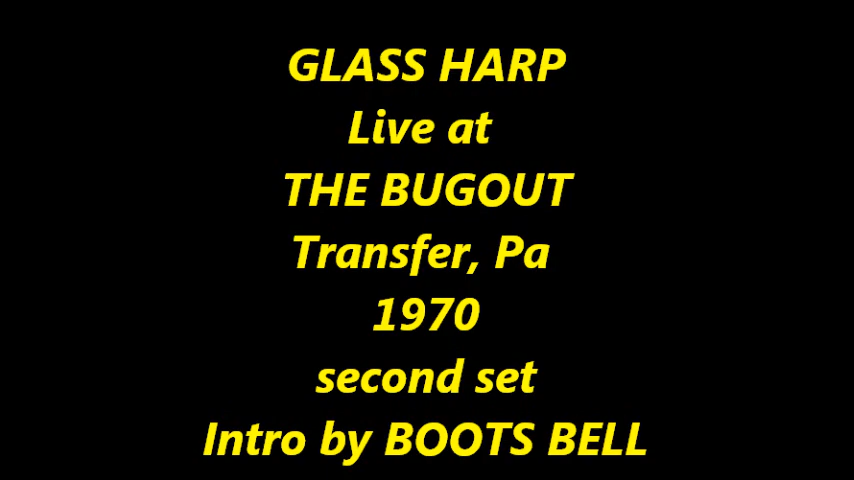 GLASS HARP
Live at
THE BUGOUT
Transfer, Pa
1970
second set
Intro by BOOTS BELL